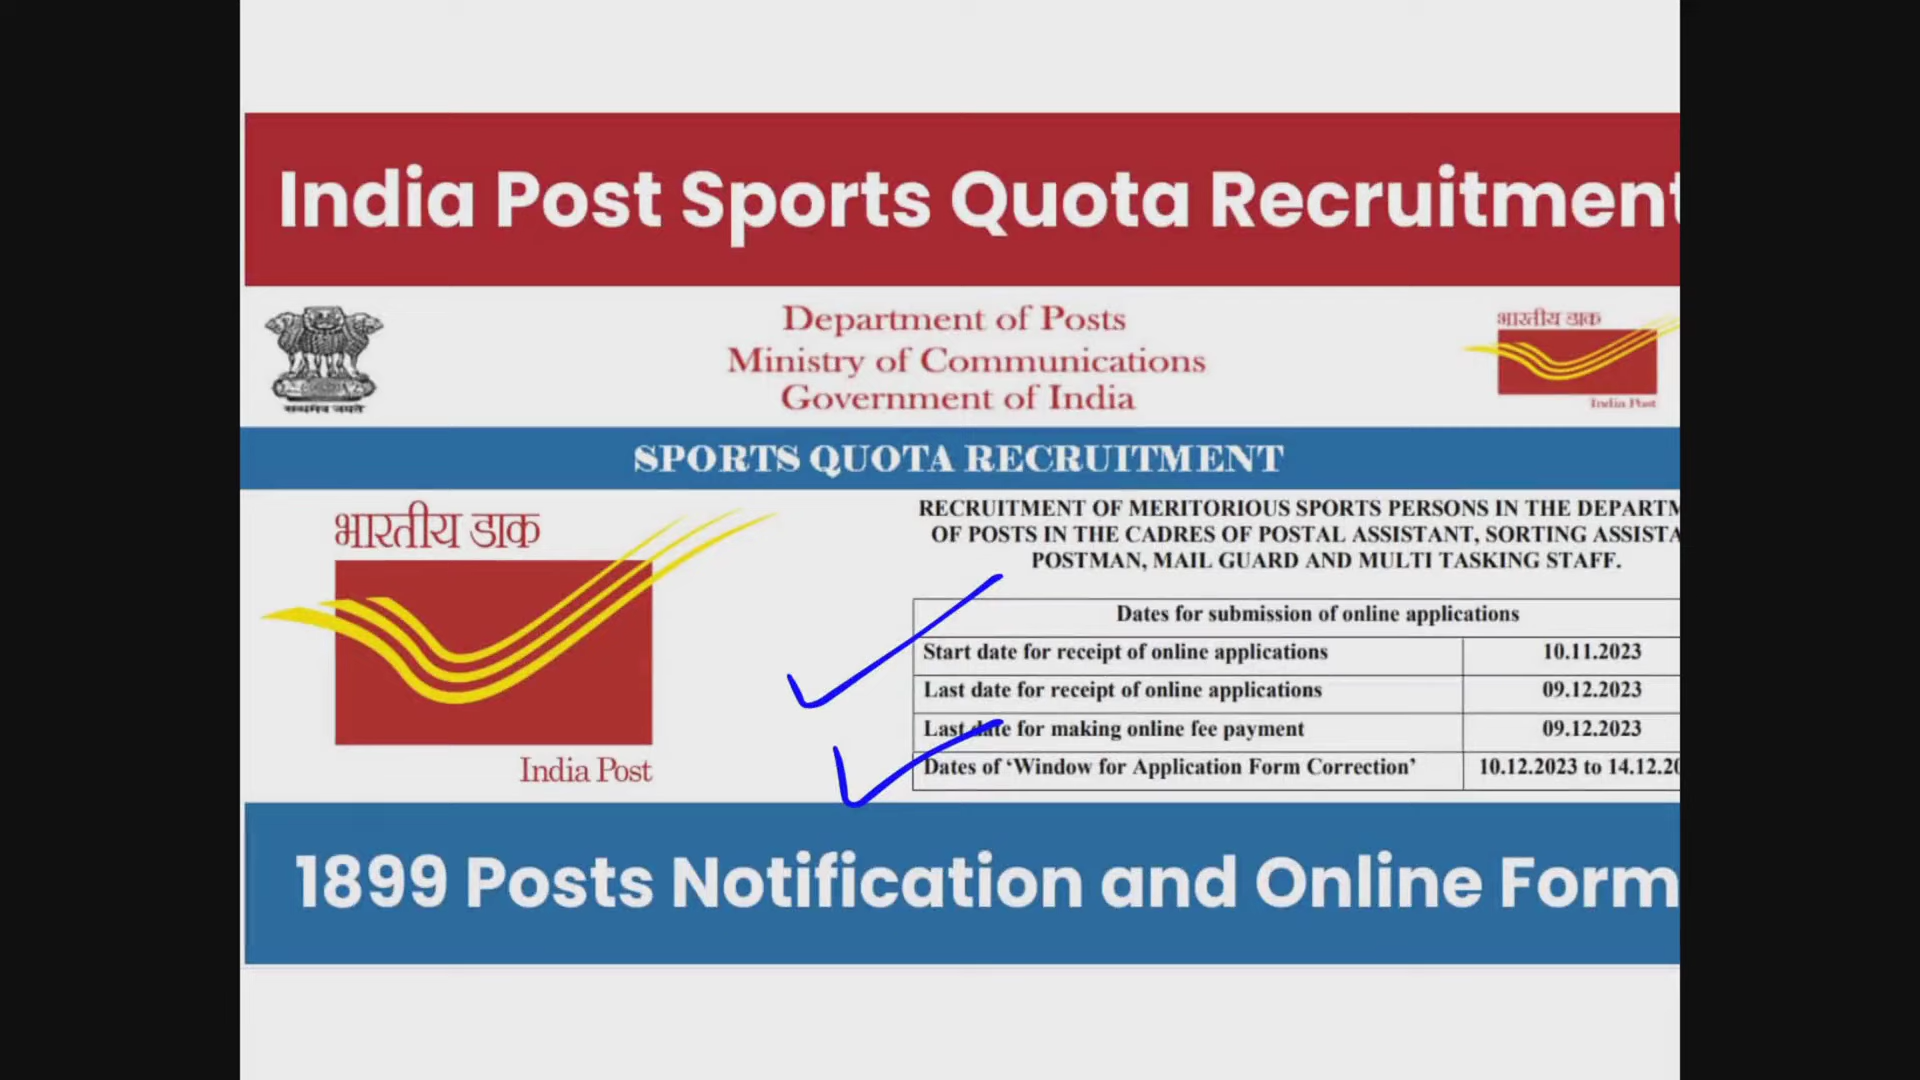 India Post Sports Quota Recruitment
सत्यमेव जयते
Department of Posts
Ministry of Communications
Government of India
भारतीय डाक
India Post
SPORTS QUOTA RECRUITMENT
भारतीय डाक
India Post
RECRUITMENT OF MERITORIOUS SPORTS PERSONS IN THE DEPARTM
OF POSTS IN THE CADRES OF POSTAL ASSISTANT, SORTING ASSISTA
POSTMAN, MAIL GUARD AND MULTI TASKING STAFF.
Dates for submission of online applications
Start date for receipt of online applications 10.11.2023
Last date for receipt of online applications 09.12.2023
Last date for making online fee payment 09.12.2023
Dates of ‘Window for Application Form Correction’ 10.12.2023 to 14.12.20
1899 Posts Notification and Online Form